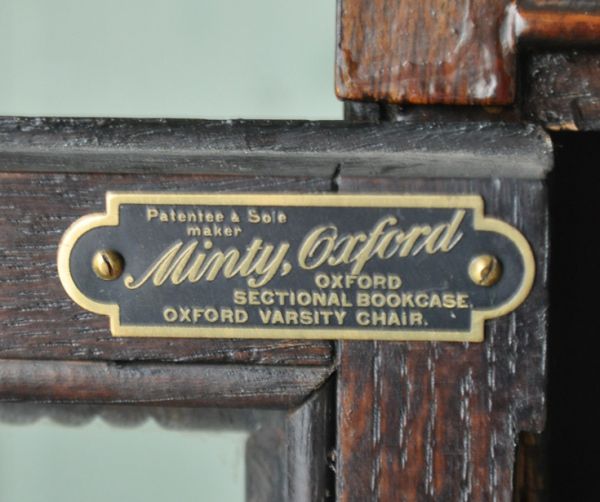 Patentee & Sole
maker
Minty, Oxford
OXFORD
SECTIONAL BOOKCASE.
OXFORD VARSITY CHAIR.